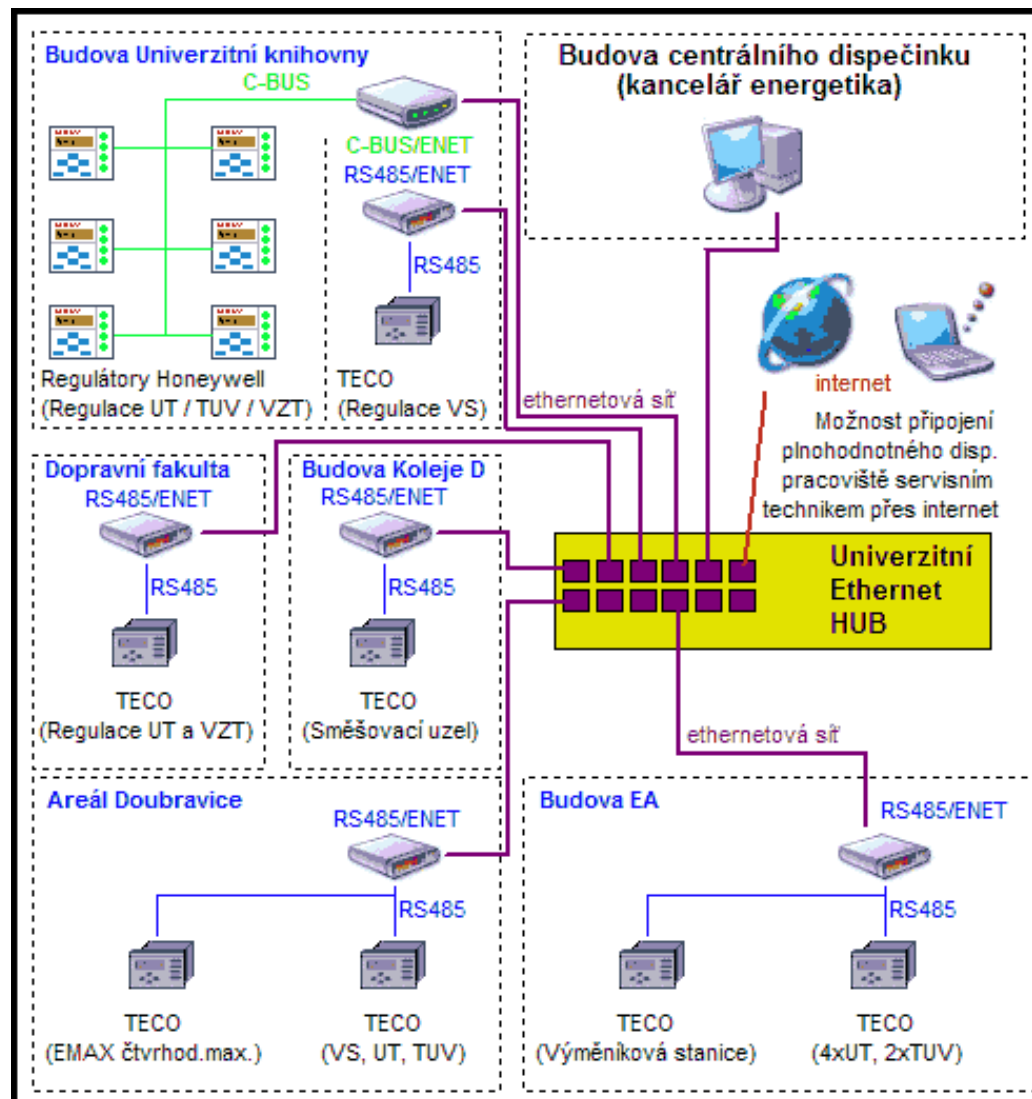 Budova Univerzitní knihovny
C-BUS
C-BUS/ENET
RS485/ENET
RS485
Regulátory Honeywell
(Regulace UT / TUV / VZT)
TECO
(Regulace VS)
Budova centrálního dispečinku
(kancelář energetika)
internet
Možnost připojení
plnohodnotného disp.
pracoviště servisním
technikem přes internet
ethernetová síť
Dopravní fakulta
RS485/ENET
RS485
TECO
(Regulace UT a VZT)
Budova Koleje D
RS485/ENET
RS485
TECO
(Směšovací uzel)
Univerzitní
Ethernet
HUB
ethernetová síť
Areál Doubravice
RS485/ENET
RS485
TECO
(EMAX čtvrhod.max.)
TECO
(VS, UT, TUV)
Budova EA
RS485/ENET
RS485
TECO
(Výměníková stanice)
TECO
(4xUT, 2xTUV)